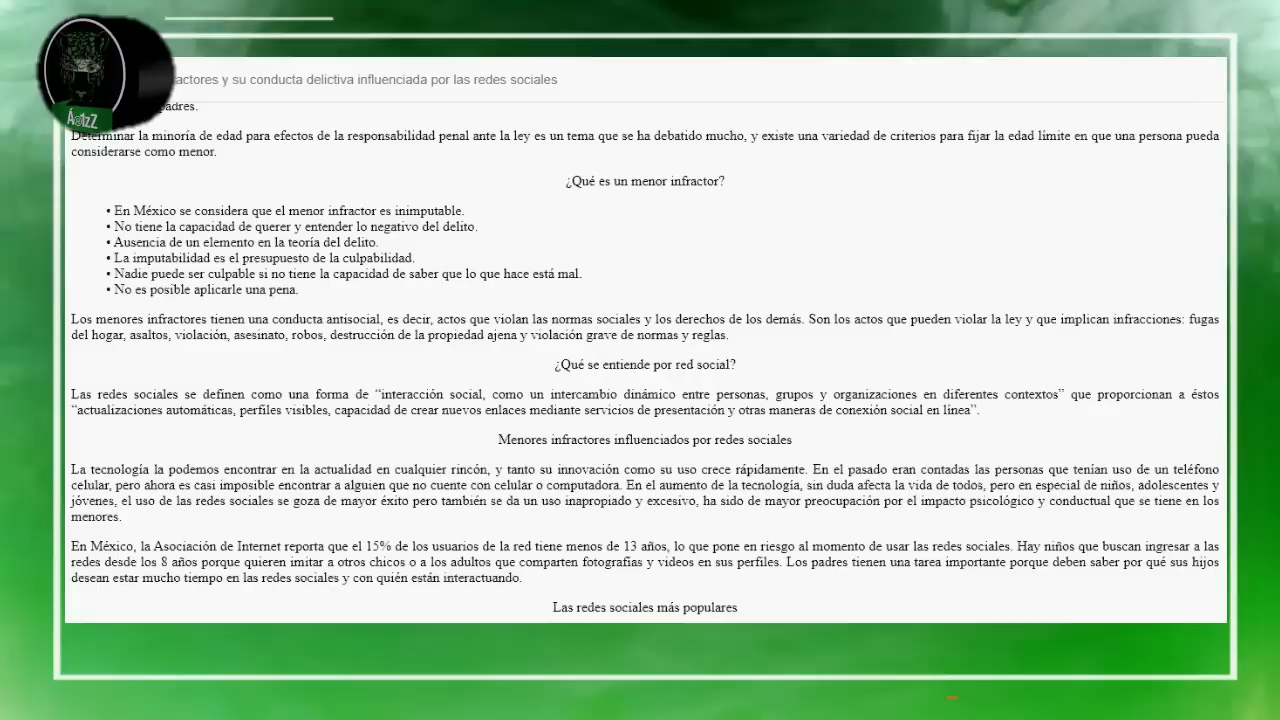 actores y su conducta delictiva influenciada por las redes sociales
padres.
Determinar la minoría de edad para efectos de la responsabilidad penal ante la ley es un tema que se ha debatido mucho, y existe una variedad de criterios para fijar la edad límite en que una persona pueda
considerarse como menor.
¿Qué es un menor infractor?
• En México se considera que el menor infractor es inimputable.
• No tiene la capacidad de querer y entender lo negativo del delito.
• Ausencia de un elemento en la teoría del delito.
• La imputabilidad es el presupuesto de la culpabilidad.
• Nadie puede ser culpable si no tiene la capacidad de saber que lo que hace está mal.
• No es posible aplicarle una pena.
Los menores infractores tienen una conducta antisocial, es decir, actos que violan las normas sociales y los derechos de los demás. Son los actos que pueden violar la ley y que implican infracciones: fugas
del hogar, asaltos, violación, asesinato, robos, destrucción de la propiedad ajena y violación grave de normas y reglas.
¿Qué se entiende por red social?
Las redes sociales se definen como una forma de “interacción social, como un intercambio dinámico entre personas, grupos y organizaciones en diferentes contextos” que proporcionan a éstos
“actualizaciones automáticas, perfiles visibles, capacidad de crear nuevos enlaces mediante servicios de presentación y otras maneras de conexión social en línea”.
Menores infractores influenciados por redes sociales
La tecnología la podemos encontrar en la actualidad en cualquier rincón, y tanto su innovación como su uso crece rápidamente. En el pasado eran contadas las personas que tenían uso de un teléfono
celular, pero ahora es casi imposible encontrar a alguien que no cuente con celular o computadora. En el aumento de la tecnología, sin duda afecta la vida de todos, pero en especial de niños, adolescentes y
jóvenes, el uso de las redes sociales se goza de mayor éxito pero también se da un uso inapropiado y excesivo, ha sido de mayor preocupación por el impacto psicológico y conductual que se tiene en los
menores.
En México, la Asociación de Internet reporta que el 15% de los usuarios de la red tiene menos de 13 años, lo que pone en riesgo al momento de usar las redes sociales. Hay niños que buscan ingresar a las
redes desde los 8 años porque quieren imitar a otros chicos o a los adultos que comparten fotografías y videos en sus perfiles. Los padres tienen una tarea importante porque deben saber por qué sus hijos
desean estar mucho tiempo en las redes sociales y con quién están interactuando.
Las redes sociales más populares